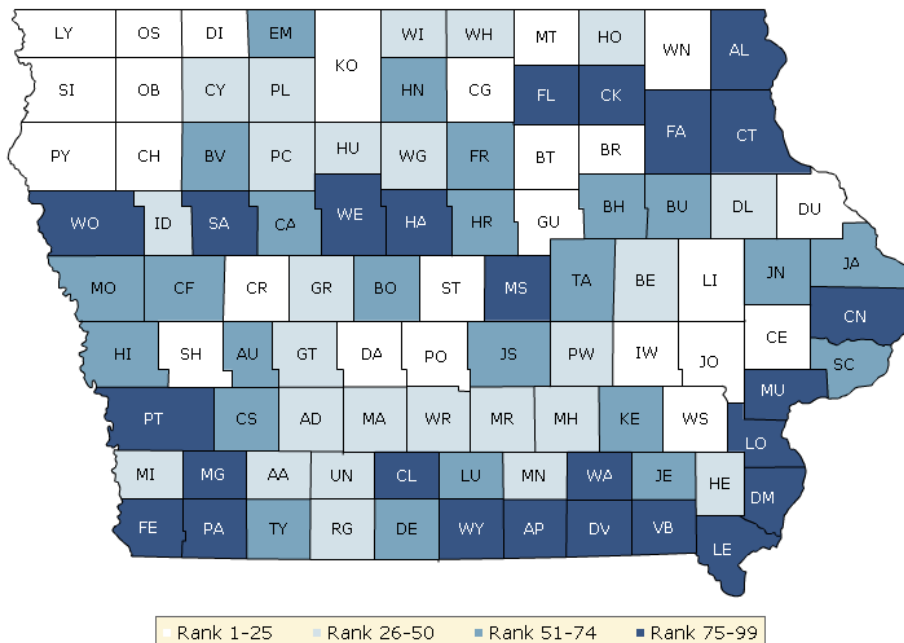 LY OS DI EM WI WH MT HO WN AL
KO
SI OB CY PL HN CG FL CK
FA CT
PY CH BV PC HU WG FR BT BR
WO ID SA CA WE HA HR GU BH BU DL DU
MO CF CR GR BO ST MS TA BE LI JN JA
CN
HI SH AU GT DA PO JS PW IW JO CE SC
MU
PT CS AD MA WR MR MH KE WS
LO
MI MG AA UN CL LU MN WA JE HE
DM
FE PA TY RG DE WY AP DV VB
LE
Rank 1-25 Rank 26-50 Rank 51-74 Rank 75-99